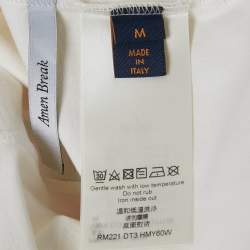 Amen Break
M
MADE IN
ITALY
Gentle wash with low temperature
Do not rub
Iron inside out
RM221 DT3 HMY60W